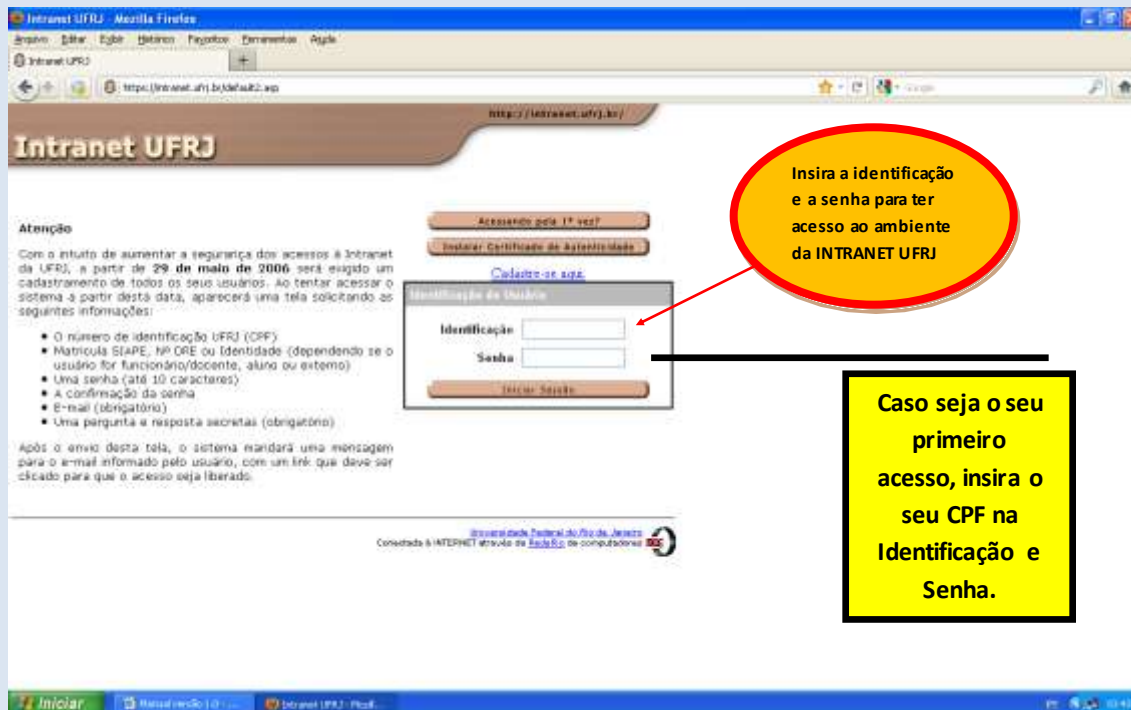 Intranet UFRJ - Mozilla Firefox
Arquivo Editar Exibir Histórico Favoritos Ferramentas Ajuda
Intranet UFRJ
https://intranet.ufrj.br/default2.asp
Google
http://intranet.ufrj.br/
Intranet UFRJ
Atenção
Com o intuito de aumentar a segurança dos acessos à Intranet
da UFRJ, a partir de 29 de maio de 2006 será exigido um
cadastramento de todos os seus usuários. Ao tentar acessar o
sistema a partir desta data, aparecerá uma tela solicitando as
seguintes informações:
• O número de identificação UFRJ (CPF)
• Matrícula SIAPE, Nº DRE ou Identidade (dependendo se o
usuário for funcionário/docente, aluno ou externo)
• Uma senha (até 10 caracteres)
• A confirmação da senha
• E-mail (obrigatório)
• Uma pergunta e resposta secretas (obrigatório)
Após o envio desta tela, o sistema mandará uma mensagem
para o e-mail informado pelo usuário, com um link que deve ser
clicado para que o acesso seja liberado.
Acessando pela 1ª vez?
Instalar Certificado de Autenticidade
Cadastre-se aqui.
Identificação do Usuário
Identificação
Senha
Iniciar Sessão
Insira a identificação
e a senha para ter
acesso ao ambiente
da INTRANET UFRJ
Caso seja o seu
primeiro
acesso, insira o
seu CPF na
Identificação e
Senha.
Universidade Federal do Rio de Janeiro
Conectada à INTERNET através da RedeRio de computadores
Iniciar
Manual versão 1.0 - ...
Intranet UFRJ - Mozil...
PT